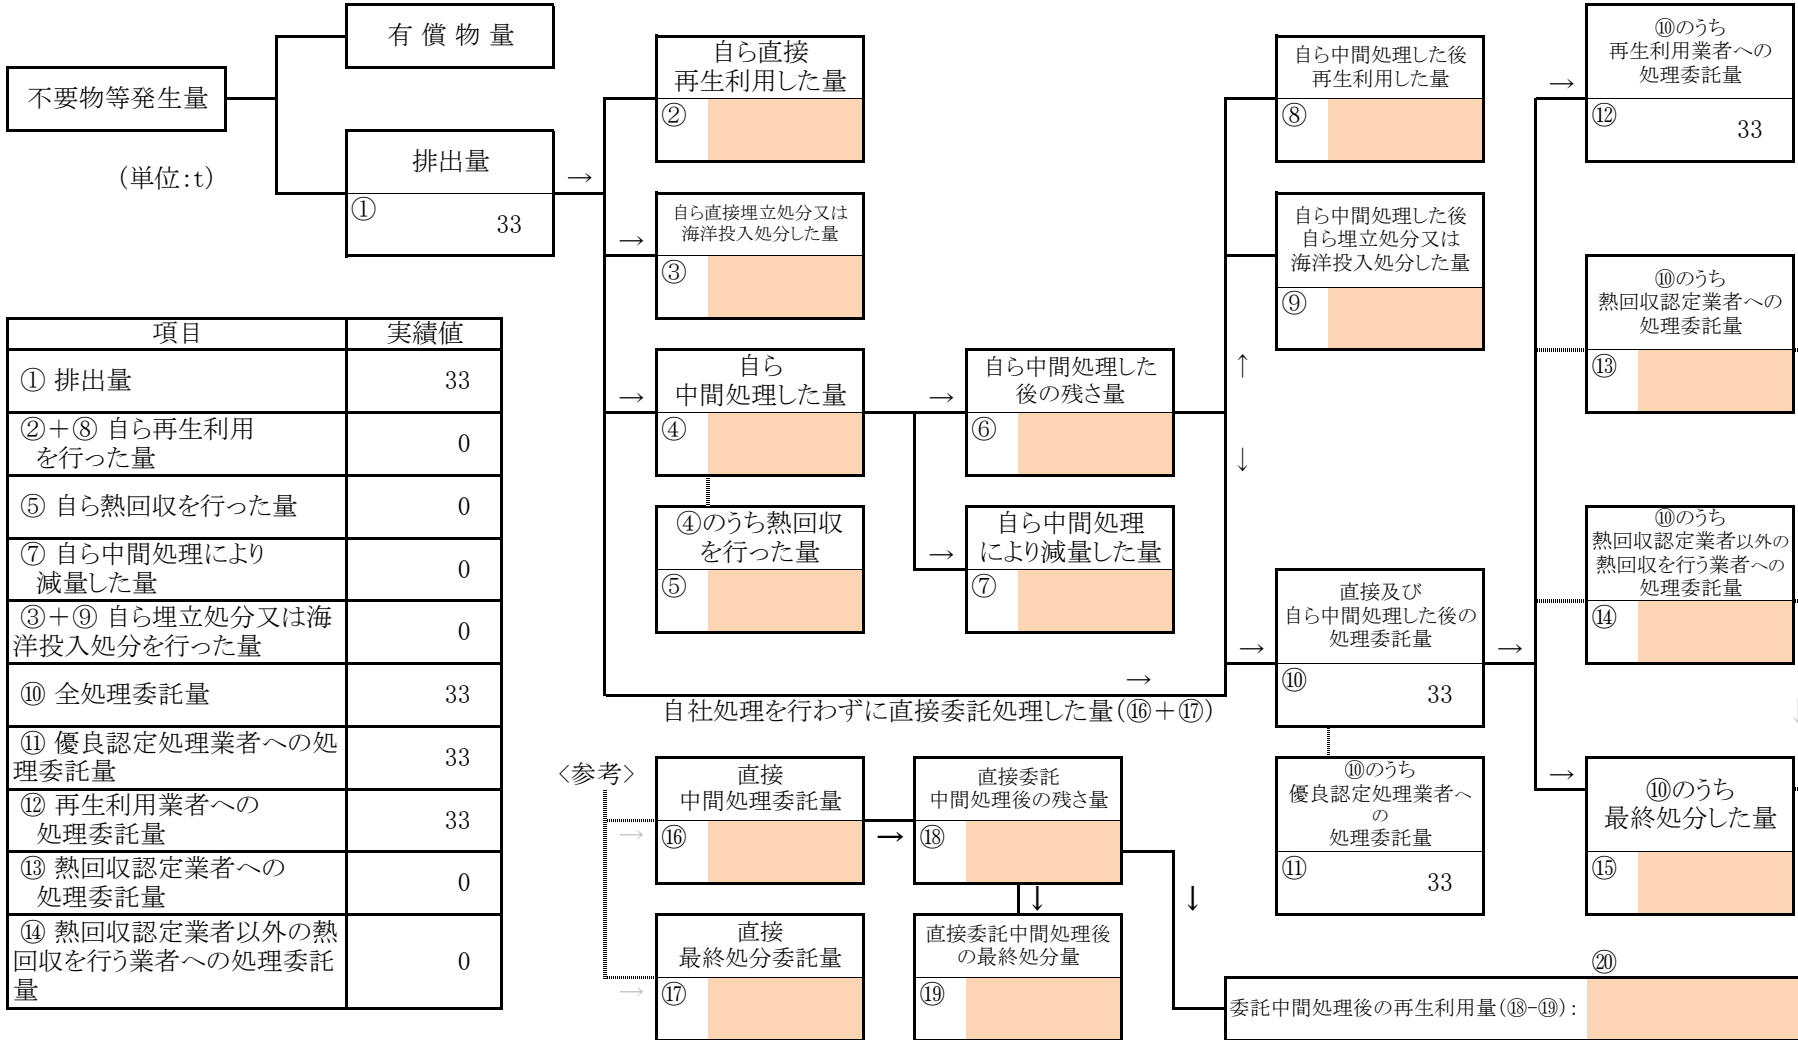 有償物量
不要物等発生量
(単位:t)
排出量
→
①
33
自ら直接
再生利用した量
②
→
自ら直接埋立処分又は
海洋投入処分した量
③
→
自ら
中間処理した量
④
④のうち熱回収
を行った量
⑤
→
自ら中間処理した
後の残さ量
⑥
→
自ら中間処理
により減量した量
⑦
自ら中間処理した後
再生利用した量
⑧
自ら中間処理した後
自ら埋立処分又は
海洋投入処分した量
⑨
↑
↓
→
自社処理を行わずに直接委託処理した量(⑯+⑰)
→
直接及び
自ら中間処理した後の
処理委託量
⑩
33
→
⑩のうち
優良認定処理業者へ
の
処理委託量
⑪
33
→
⑩のうち
再生利用業者への
処理委託量
⑫
33
⑩のうち
熱回収認定業者への
処理委託量
⑬
⑩のうち
熱回収認定業者以外の
熱回収を行う業者への
処理委託量
⑭
↓
→
⑩のうち
最終処分した量
⑮
項目 実績値
① 排出量 33
②+⑧ 自ら再生利用
を行った量 0
⑤ 自ら熱回収を行った量 0
⑦ 自ら中間処理により
減量した量 0
③+⑨ 自ら埋立処分又は海
洋投入処分を行った量 0
⑩ 全処理委託量 33
⑪ 優良認定処理業者への処
理委託量 33
⑫ 再生利用業者への
処理委託量 33
⑬ 熱回収認定業者への
処理委託量 0
⑭ 熱回収認定業者以外の熱
回収を行う業者への処理委託
量 0
<参考>
→
直接
中間処理委託量
⑯
→
直接委託
中間処理後の残さ量
⑱
↓
↓
→
直接
最終処分委託量
⑰
直接委託中間処理後
の最終処分量
⑲
⑳
委託中間処理後の再生利用量(⑱-⑲):